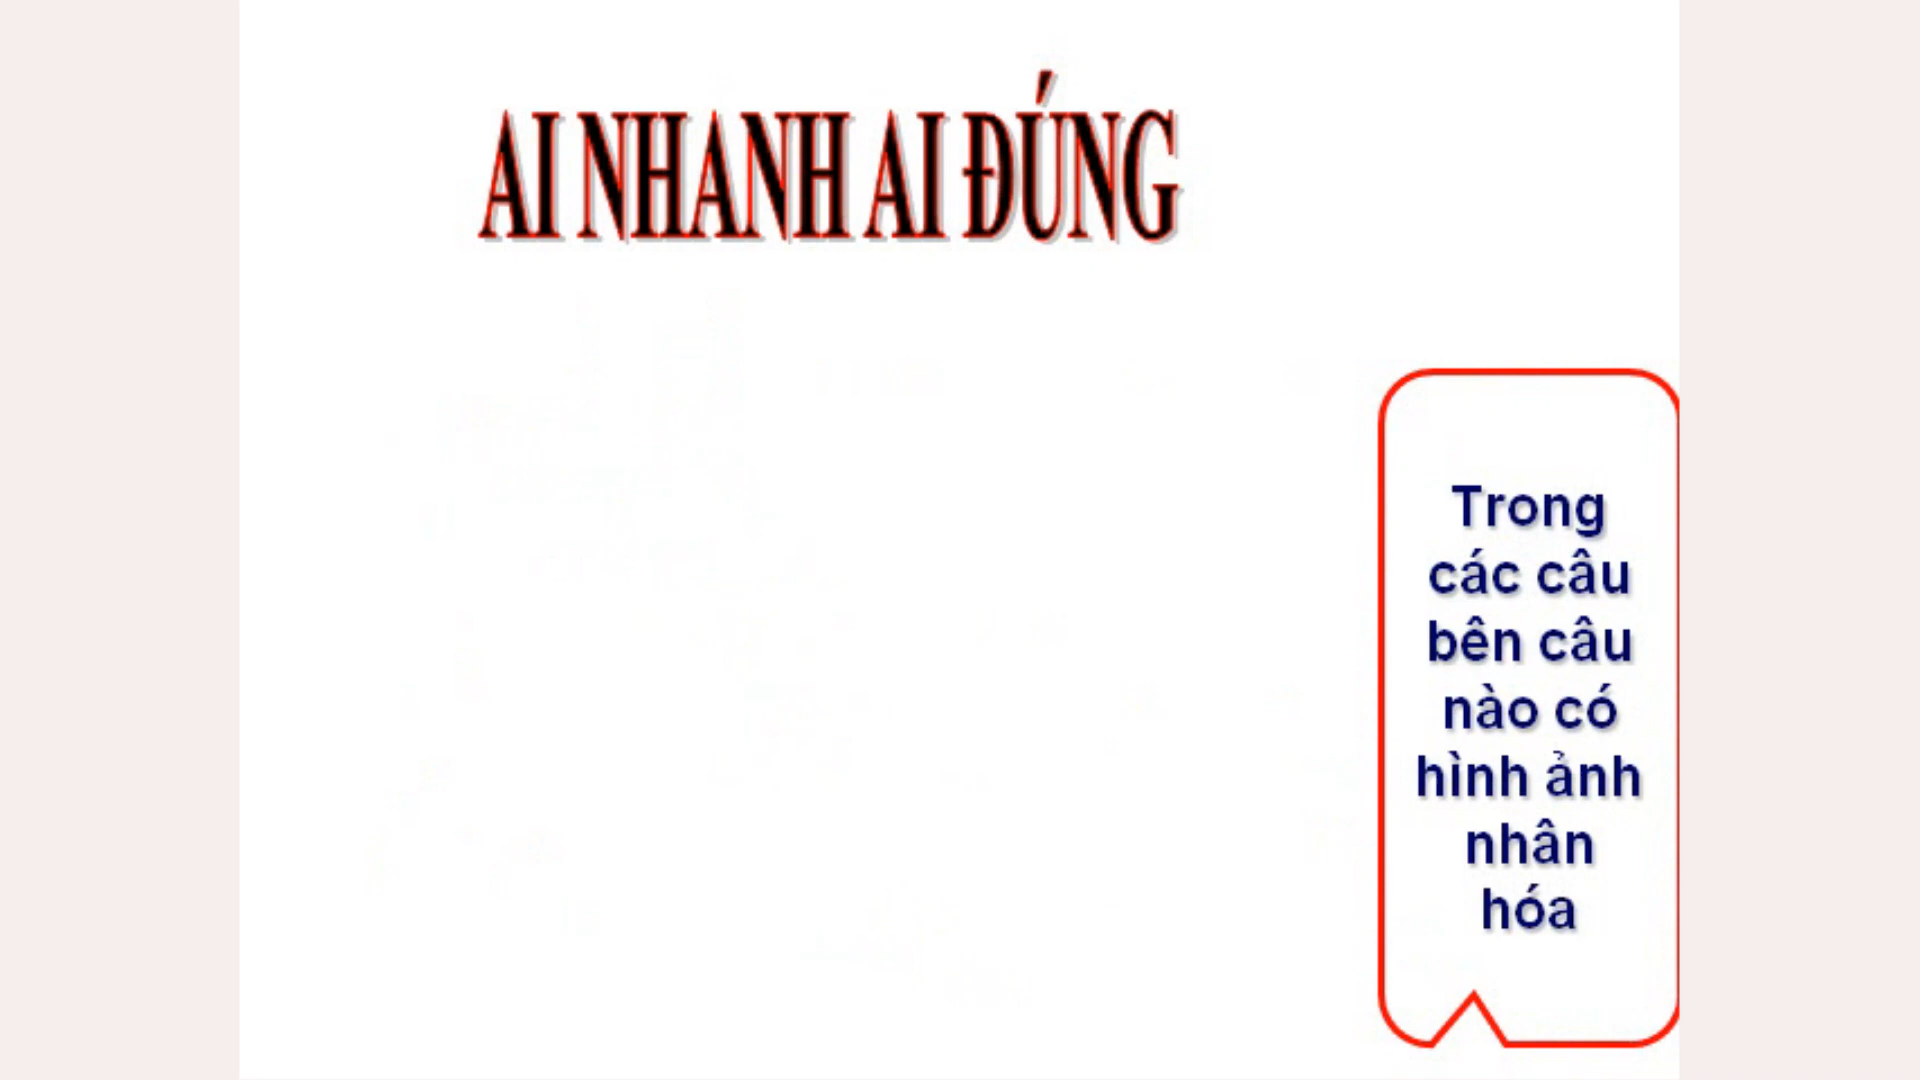 AI NHANH AI ĐÚNG
Trong
các câu
bên câu
nào có
hình ảnh
nhân
hóa